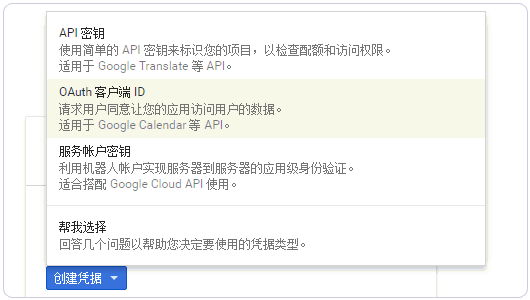 API 密钥
使用简单的 API 密钥来标识您的项目，以检查配额和访问权限。
适用于 Google Translate 等 API。
OAuth 客户端 ID
请求用户同意让您的应用访问用户的数据。
适用于 Google Calendar 等 API。
服务帐户密钥
利用机器人帐户实现服务器到服务器的应用级身份验证。
适合搭配 Google Cloud API 使用。
帮我选择
回答几个问题以帮助您决定要使用的凭据类型。
创建凭据